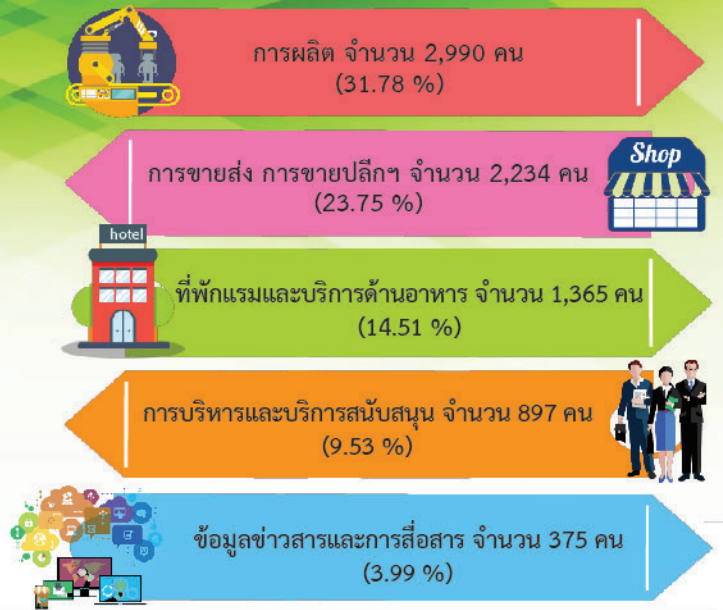 การผลิต จำนวน 2,990 คน
(31.78 %)
การขายส่ง การขายปลีกฯ จำนวน 2,234 คน
(23.75 %)
Shop
hotel
ที่พักแรมและบริการด้านอาหาร จำนวน 1,365 คน
(14.51 %)
การบริหารและบริการสนับสนุน จำนวน 897 คน
(9.53 %)
ข้อมูลข่าวสารและการสื่อสาร จำนวน 375 คน
(3.99 %)